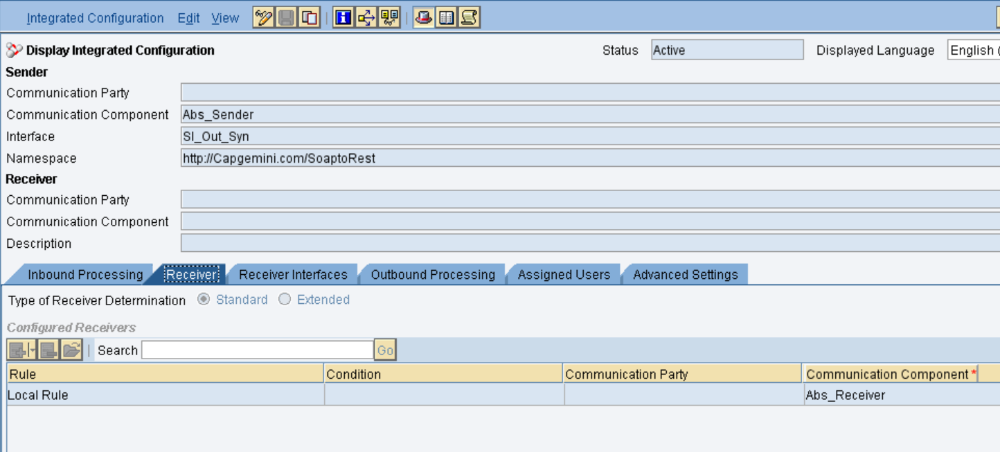 Integrated Configuration Edit View
Display Integrated Configuration Status Active Displayed Language English (
Sender
Communication Party
Communication Component Abs_Sender
Interface SI_Out_Syn
Namespace http://Capgemini.com/SoaptoRest
Receiver
Communication Party
Communication Component
Description
Inbound Processing Receiver Receiver Interfaces Outbound Processing Assigned Users Advanced Settings
Type of Receiver Determination Standard Extended
Configured Receivers
Search Go
Rule Condition Communication Party Communication Component *
Local Rule Abs_Receiver